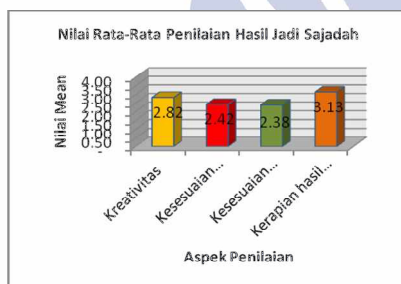 Nilai Rata-Rata Penilaian Hasil Jadi Sajadah
Nilai Mean
4.00
3.50
3.00
2.50
2.00
1.50
1.00
0.50
-
2.82
2.42
2.38
3.13
Kreativitas
Kesesuaian...
Kesesuaian...
Kerapian hasil...
Aspek Penilaian